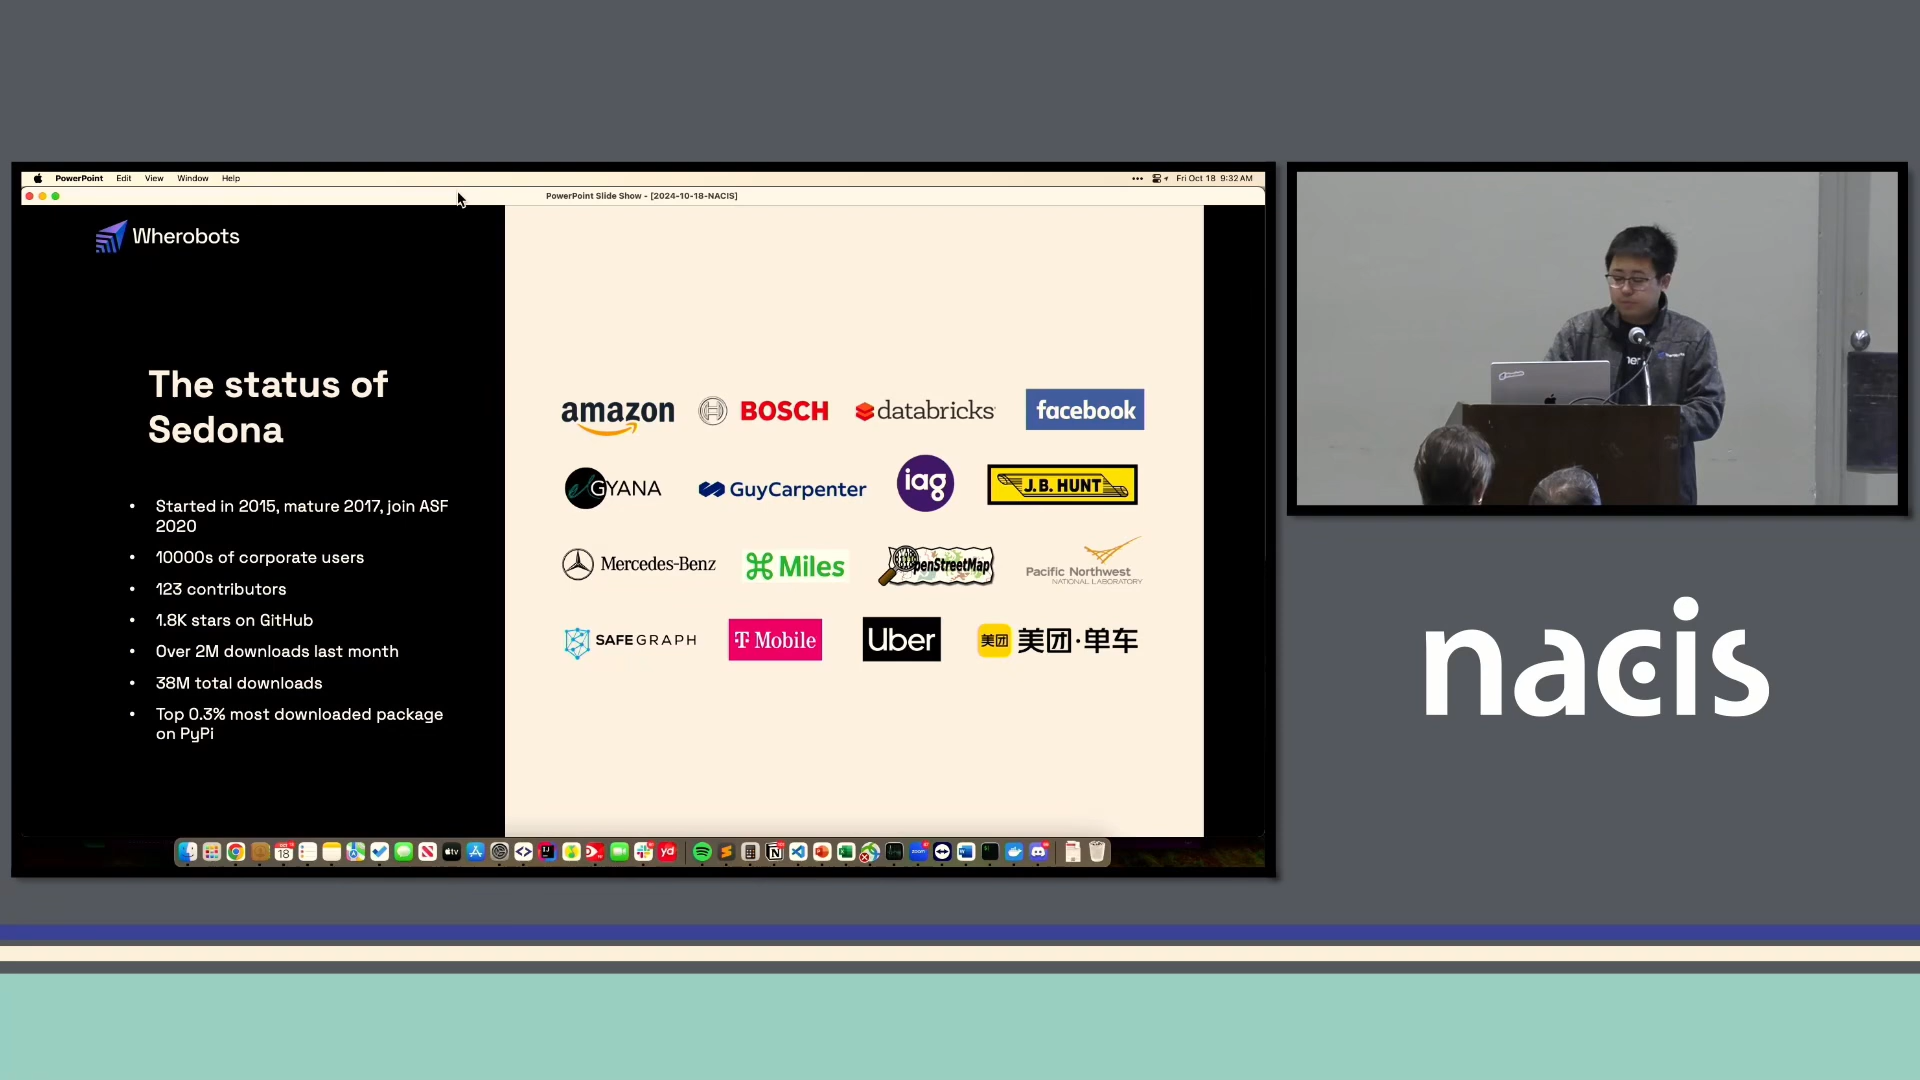 PowerPoint Edit View Window Help
Fri Oct 18 9:32 AM
PowerPoint Slide Show - [2024-10-18-NACIS]
Wherobots
The status of
Sedona
• Started in 2015, mature 2017, join ASF
2020
• 10000s of corporate users
• 123 contributors
• 1.8K stars on GitHub
• Over 2M downloads last month
• 38M total downloads
• Top 0.3% most downloaded package
on PyPi
amazon BOSCH databricks facebook
elGYANA GuyCarpenter iag J.B. HUNT
Mercedes-Benz Miles penStreetMap Pacific Northwest
NATIONAL LABORATORY
SAFEGRAPH T Mobile Uber 美团 美团·单车
nacis